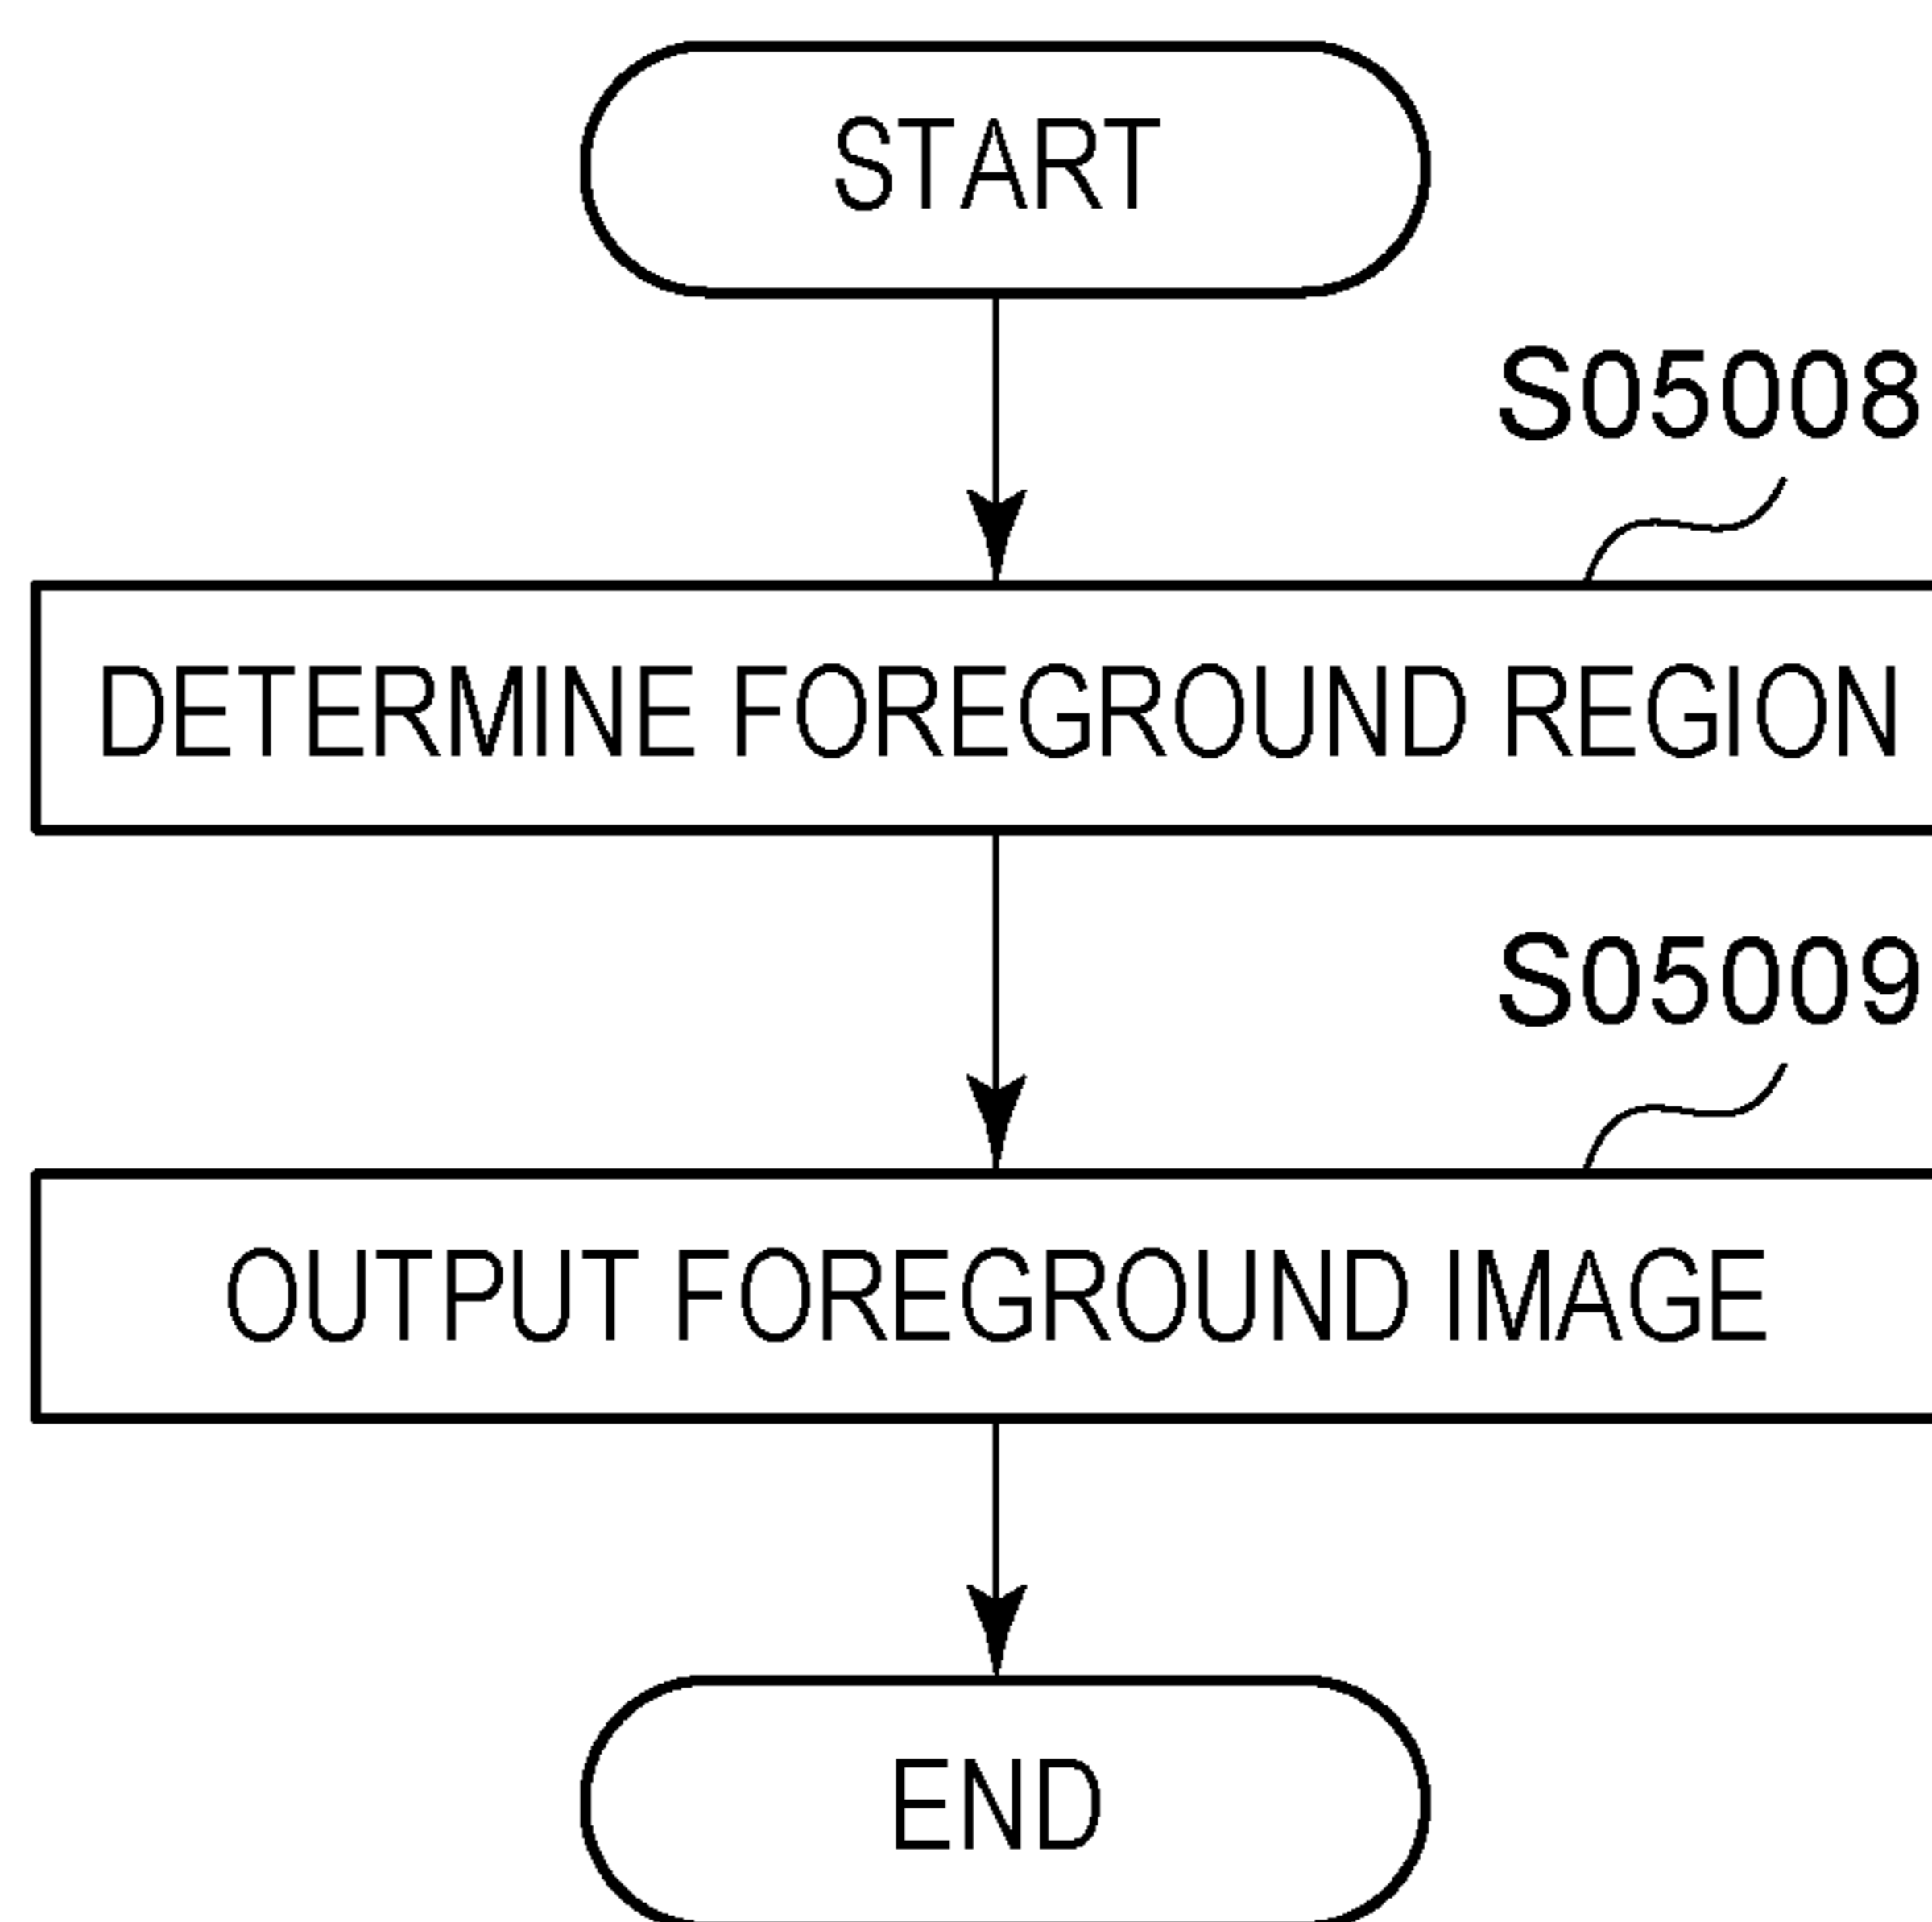 START
S05008
DETERMINE FOREGROUND REGION
S05009
OUTPUT FOREGROUND IMAGE
END